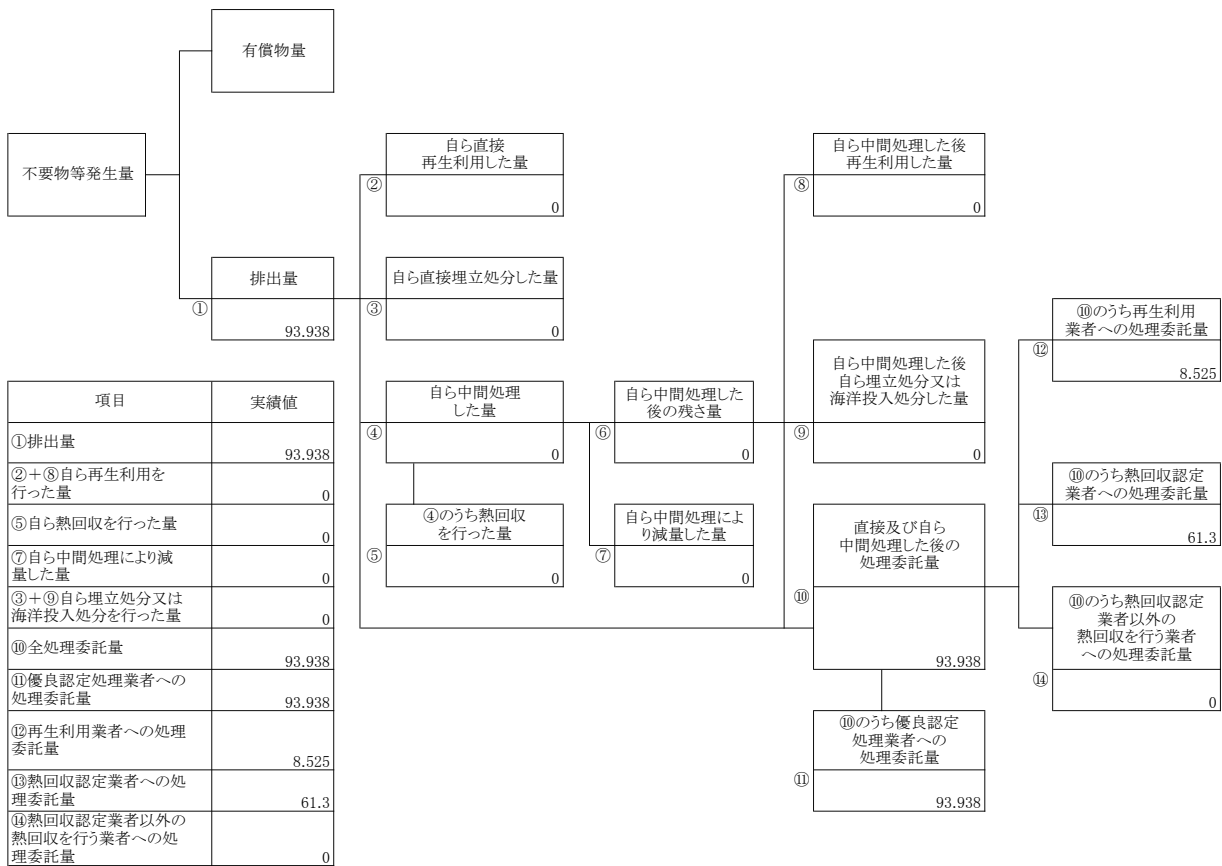 有償物量
不要物等発生量
自ら直接
再生利用した量
②
0
自ら中間処理した後
再生利用した量
⑧
0
排出量
①
93.938
自ら直接埋立処分した量
③
0
⑩のうち再生利用
業者への処理委託量
⑫
8.525
自ら中間処理
した量
④
0
自ら中間処理した
後の残さ量
⑥
0
自ら中間処理した後
自ら埋立処分又は
海洋投入処分した量
⑨
0
⑩のうち熱回収認定
業者への処理委託量
⑬
61.3
④のうち熱回収
を行った量
⑤
0
自ら中間処理によ
り減量した量
⑦
0
直接及び自ら
中間処理した後の
処理委託量
⑩
93.938
⑩のうち熱回収認定
業者以外の
熱回収を行う業者
への処理委託量
⑭
0
⑩のうち優良認定
処理業者への
処理委託量
⑪
93.938
項目 実績値
①排出量 93.938
②+⑧自ら再生利用を
行った量 0
⑤自ら熱回収を行った量 0
⑦自ら中間処理により減
量した量 0
③+⑨自ら埋立処分又は
海洋投入処分を行った量 0
⑩全処理委託量 93.938
⑪優良認定処理業者への
処理委託量 93.938
⑫再生利用業者への処理
委託量 8.525
⑬熱回収認定業者への処
理委託量 61.3
⑭熱回収認定業者以外の
熱回収を行う業者への処
理委託量 0